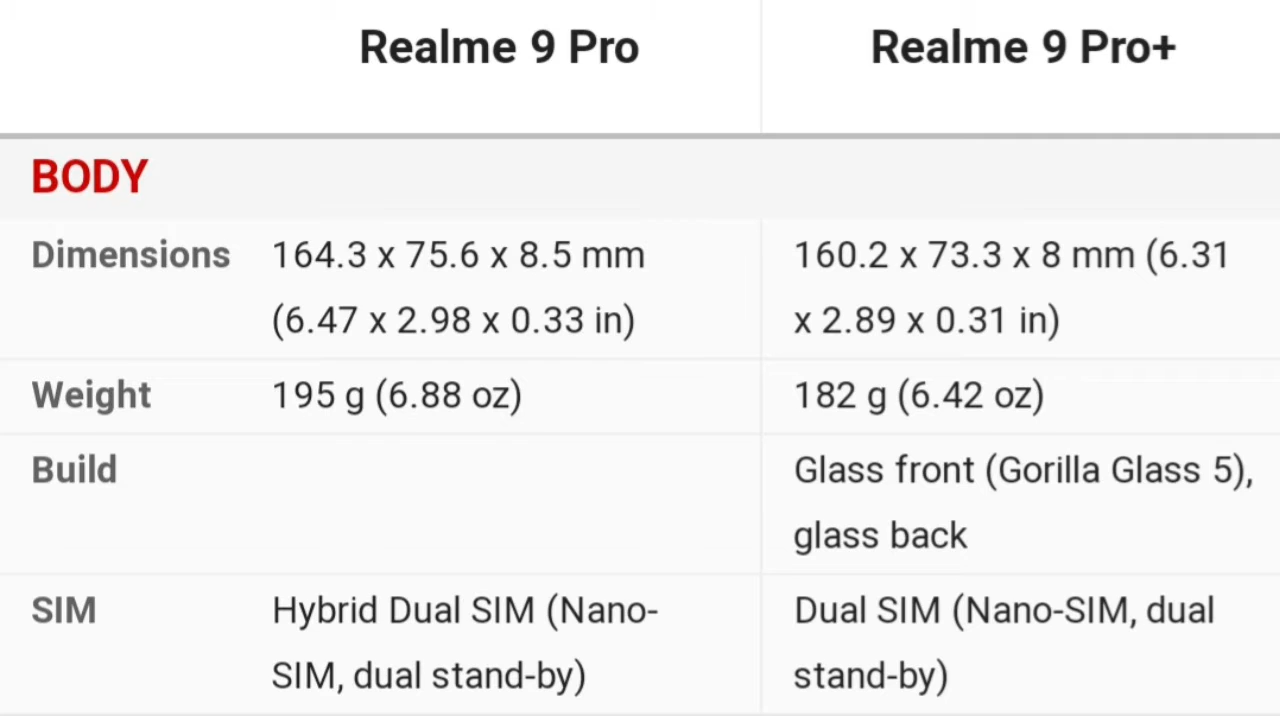 Realme 9 Pro Realme 9 Pro+
BODY
Dimensions 164.3 x 75.6 x 8.5 mm 160.2 x 73.3 x 8 mm (6.31
(6.47 x 2.98 x 0.33 in) x 2.89 x 0.31 in)
Weight 195 g (6.88 oz) 182 g (6.42 oz)
Build Glass front (Gorilla Glass 5),
glass back
SIM Hybrid Dual SIM (Nano- Dual SIM (Nano-SIM, dual
SIM, dual stand-by) stand-by)